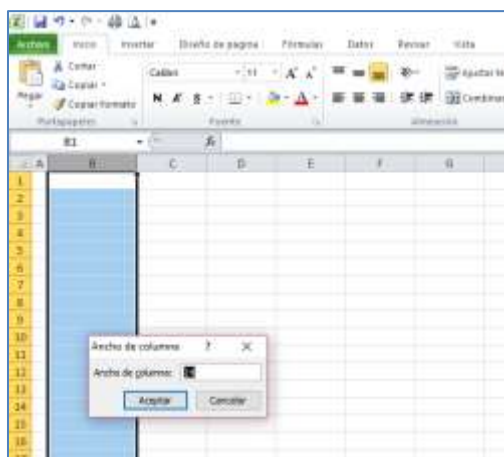 Archivo Inicio Insertar Diseño de página Fórmulas Datos Revisar Vista
Cortar
Copiar
Copiar formato
Pegar
Portapapeles
Calibri 11 A A
N K S A
Fuente
Ajustar
Combinar
Alineación
B1 fx
A B C D E F G
1
2
3
4
5
6
7
8
9
10
11
12
13
14
15
16
Ancho de columna ? ×
Ancho de columna:
Aceptar Cancelar